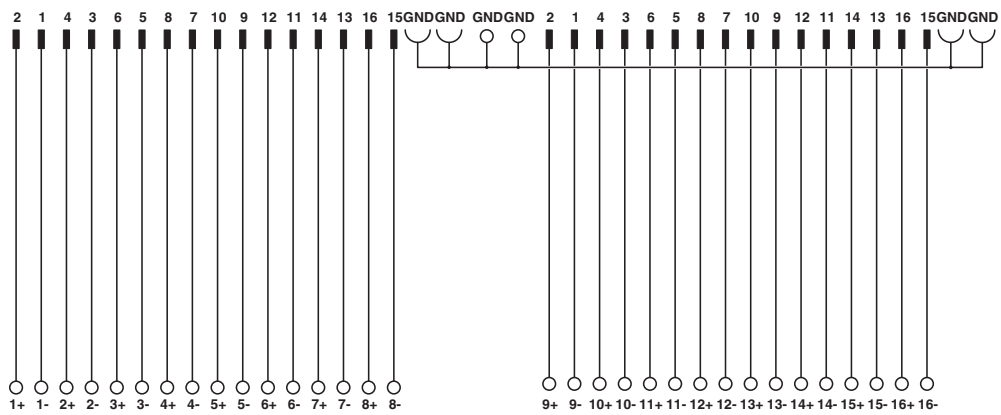 2 1 4 3 6 5 8 7 10 9 12 11 14 13 16 15 GND GND GND GND 2 1 4 3 6 5 8 7 10 9 12 11 14 13 16 15 GND GND
1+ 1- 2+ 2- 3+ 3- 4+ 4- 5+ 5- 6+ 6- 7+ 7- 8+ 8- 9+ 9- 10+ 10- 11+ 11- 12+ 12- 13+ 13- 14+ 14- 15+ 15- 16+ 16-